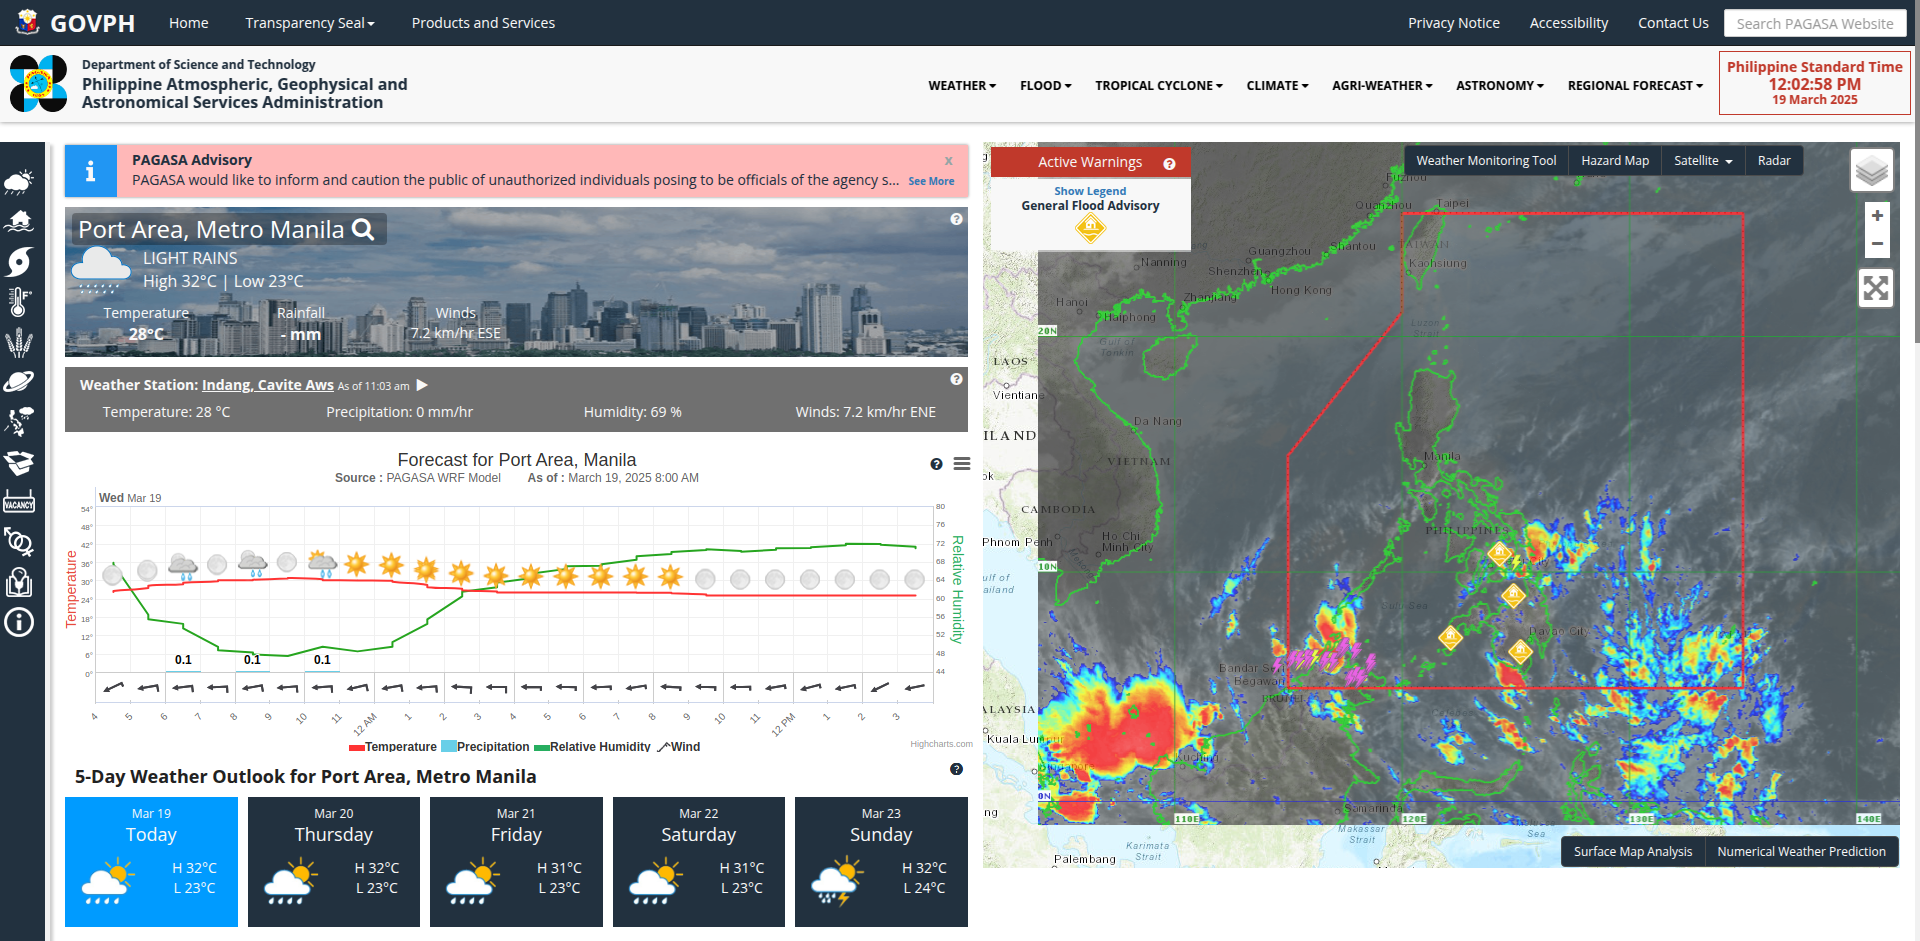 GOVPH
Home
Transparency Seal
Products and Services
Privacy Notice
Accessibility
Contact Us
Search PAGASA Website
Department of Science and Technology
Philippine Atmospheric, Geophysical and
Astronomical Services Administration
WEATHER
FLOOD
TROPICAL CYCLONE
CLIMATE
AGRI-WEATHER
ASTRONOMY
REGIONAL FORECAST
Philippine Standard Time
12:02:58 PM
19 March 2025
PAGASA Advisory
x
PAGASA would like to inform and caution the public of unauthorized individuals posing to be officials of the agency s... See More
Port Area, Metro Manila
LIGHT RAINS
High 32°C | Low 23°C
Temperature
28°C
Rainfall
- mm
Winds
7.2 km/hr ESE
Weather Station: Indang, Cavite Aws As of 11:03 am
Temperature: 28 °C
Precipitation: 0 mm/hr
Humidity: 69 %
Winds: 7.2 km/hr ENE
Forecast for Port Area, Manila
Source : PAGASA WRF Model As of : March 19, 2025 8:00 AM
Wed Mar 19
54°
48°
42°
36°
30°
24°
18°
12°
6°
0°
Temperature
80
76
72
68
64
60
56
52
48
44
Relative Humidity
0.1
0.1
0.1
4
5
6
7
8
9
10
11
12 AM
1
2
3
4
5
6
7
8
9
10
11
12 PM
1
2
3
Temperature
Precipitation
Relative Humidity
Wind
Highcharts.com
5-Day Weather Outlook for Port Area, Metro Manila
Mar 19
Today
H 32°C
L 23°C
Mar 20
Thursday
H 32°C
L 23°C
Mar 21
Friday
H 31°C
L 23°C
Mar 22
Saturday
H 31°C
L 23°C
Mar 23
Sunday
H 32°C
L 24°C
VACANCY
Active Warnings
Show Legend
General Flood Advisory
Weather Monitoring Tool
Hazard Map
Satellite
Radar
+
−
Fuzhou
Quanzhou
Taipei
TAIWAN
Kaohsiung
Shantou
Guangzhou
Shenzhen
Hong Kong
Nanning
Zhanjiang
Hanoi
Haiphong
Gulf of
Tonkin
Luzon
Strait
20N
LAOS
Vientian
ILAND
Da Nang
VIETNAM
Manila
CAMBODIA
Phnom Penh
Ho Chi
Minh City
PHILIPPINES
10N
ulf of
ailand
Sulu Sea
Davao City
Bandar Seri
Begawan
BRUNEI
ALAYSIA
Kuala Lumpur
Kuching
Singapore
0N
Samarinda
110E
120E
130E
140E
Makassar
Strait
Karimata
Strait
Palembang
Sea
ng
Surface Map Analysis
Numerical Weather Prediction